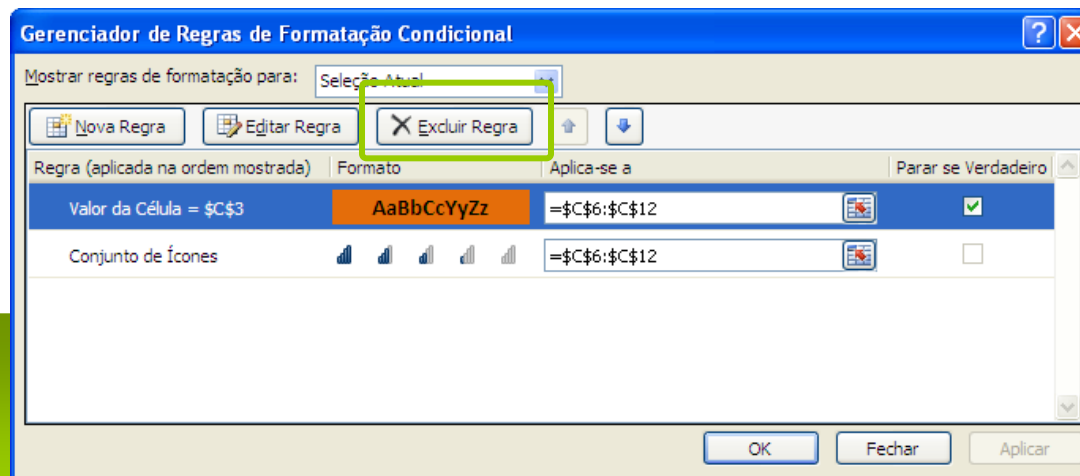 Gerenciador de Regras de Formatação Condicional
Mostrar regras de formatação para: Seleção Atual
Nova Regra Editar Regra Excluir Regra
Regra (aplicada na ordem mostrada) Formato Aplica-se a Parar se Verdadeiro
Valor da Célula = $C$3 AaBbCcYyZz =$C$6:$C$12
Conjunto de Ícones =$C$6:$C$12
OK Fechar Aplicar